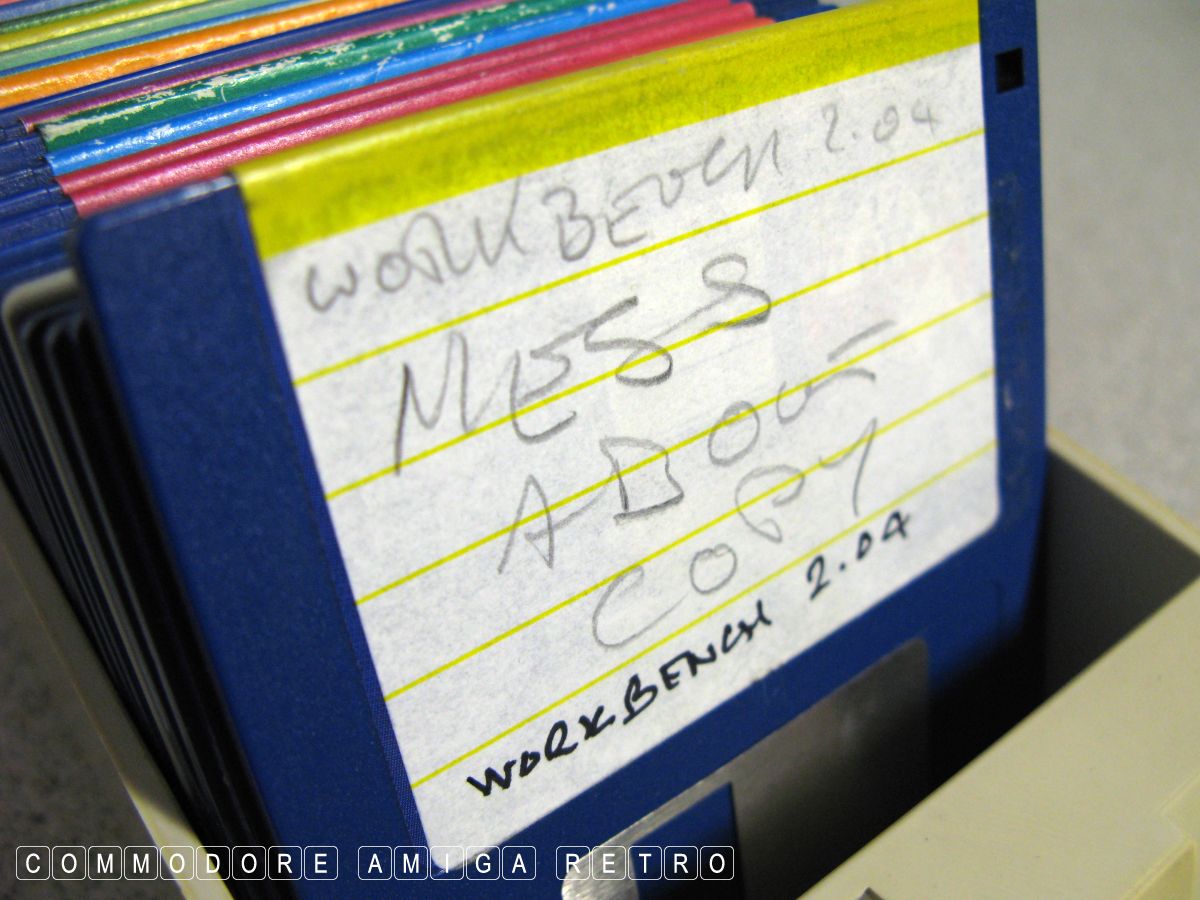 WORKBENCH 2.04
MESS
ABOUT
COPY
WORKBENCH 2.04
COMMODORE AMIGA RETRO